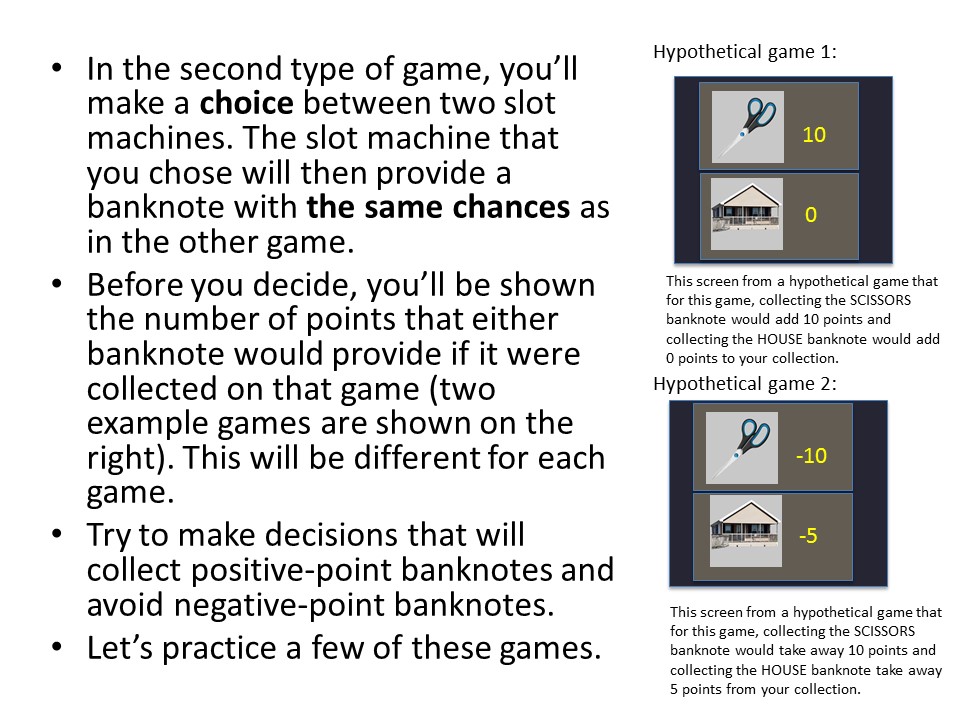 • In the second type of game, you’ll
make a choice between two slot
machines. The slot machine that
you chose will then provide a
banknote with the same chances as
in the other game.
• Before you decide, you’ll be shown
the number of points that either
banknote would provide if it were
collected on that game (two
example games are shown on the
right). This will be different for each
game.
• Try to make decisions that will
collect positive-point banknotes and
avoid negative-point banknotes.
• Let’s practice a few of these games.
Hypothetical game 1:
10
0
This screen from a hypothetical game that
for this game, collecting the SCISSORS
banknote would add 10 points and
collecting the HOUSE banknote would add
0 points to your collection.
Hypothetical game 2:
-10
-5
This screen from a hypothetical game that
for this game, collecting the SCISSORS
banknote would take away 10 points and
collecting the HOUSE banknote take away
5 points from your collection.